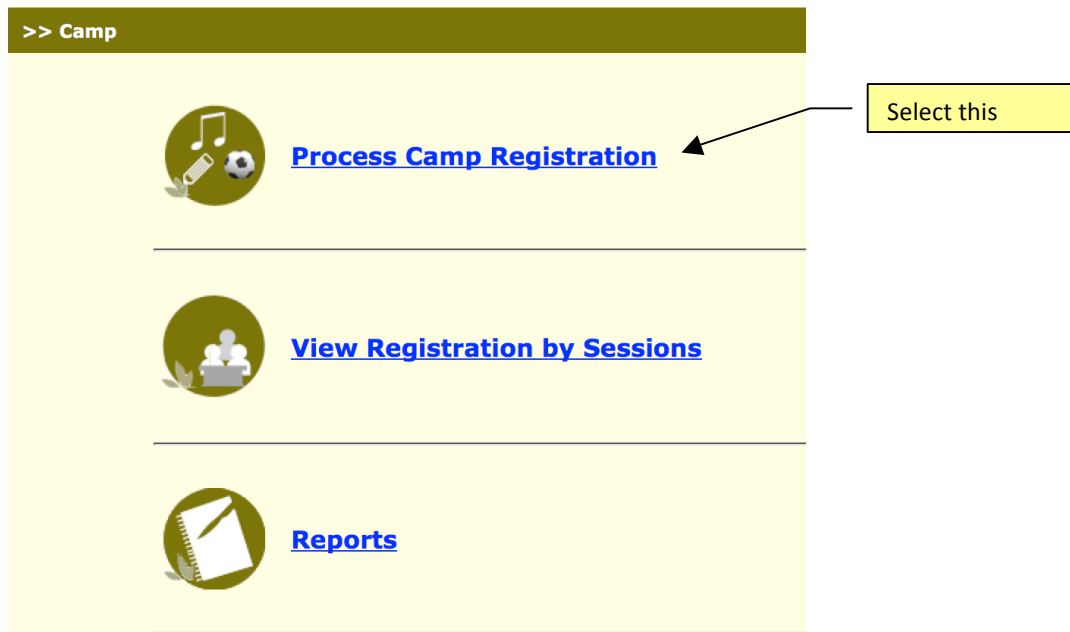 >> Camp
Select this
Process Camp Registration
View Registration by Sessions
Reports